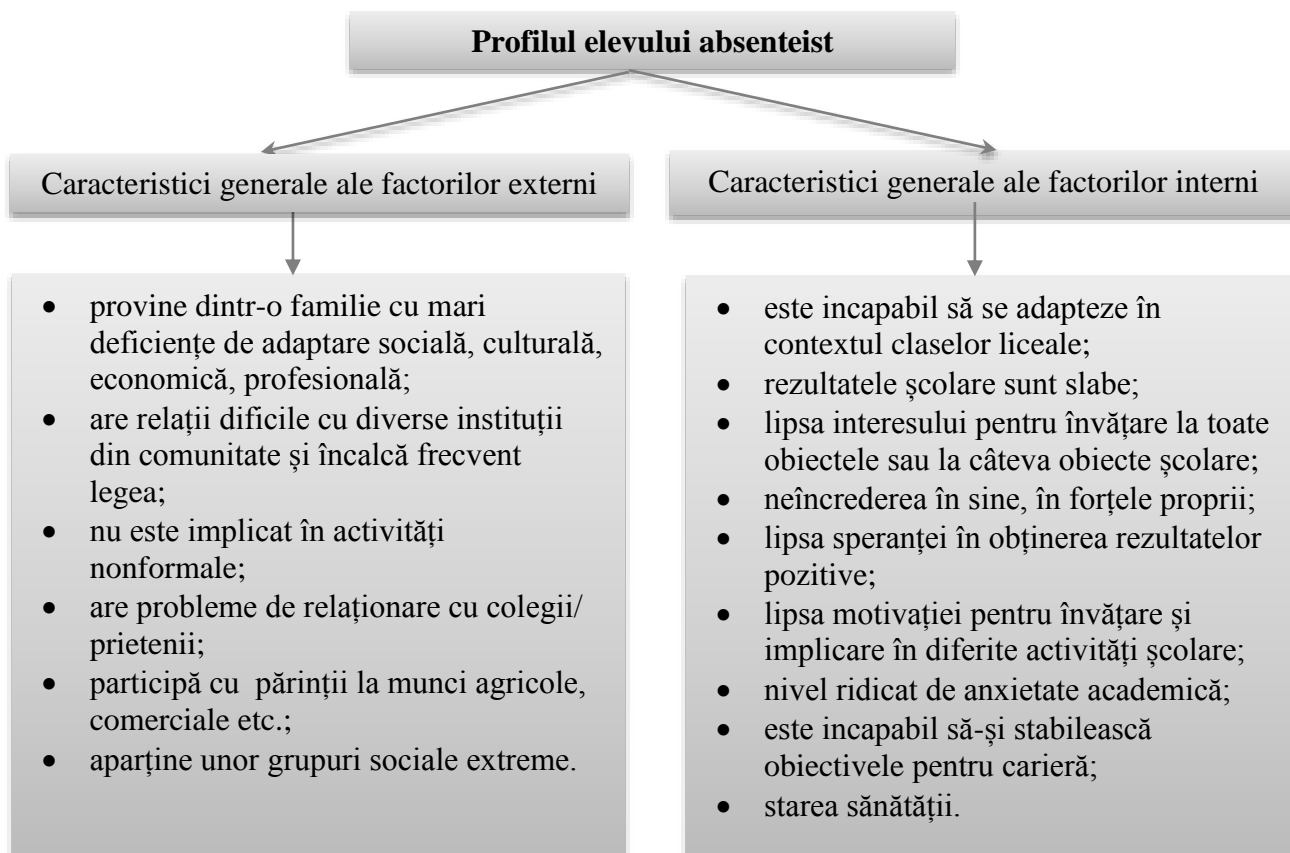 Profilul elevului absenteist
Caracteristici generale ale factorilor externi
• provine dintr-o familie cu mari
deficiențe de adaptare socială, culturală,
economică, profesională;
• are relații dificile cu diverse instituții
din comunitate și încalcă frecvent
legea;
• nu este implicat în activități
nonformale;
• are probleme de relaționare cu colegii/
prietenii;
• participă cu părinții la munci agricole,
comerciale etc.;
• aparține unor grupuri sociale extreme.
Caracteristici generale ale factorilor interni
• este incapabil să se adapteze în
contextul claselor liceale;
• rezultatele școlare sunt slabe;
• lipsa interesului pentru învățare la toate
obiectele sau la câteva obiecte școlare;
• neîncrederea în sine, în forțele proprii;
• lipsa speranței în obținerea rezultatelor
pozitive;
• lipsa motivației pentru învățare și
implicare în diferite activități școlare;
• nivel ridicat de anxietate academică;
• este incapabil să-și stabilească
obiectivele pentru carieră;
• starea sănătății.